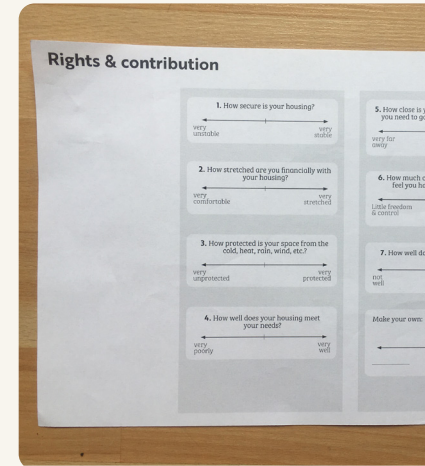 Rights & contribution
1. How secure is your housing?
very
unstable
very
stable
2. How stretched are you financially with
your housing?
very
comfortable
very
stretched
3. How protected is your space from the
cold, heat, rain, wind, etc.?
very
unprotected
very
protected
4. How well does your housing meet
your needs?
very
poorly
very
well
5. How close is
you need to
very far
away
6. How much
feel you
Little freedom
& control
7. How well
not
well
Make your own: